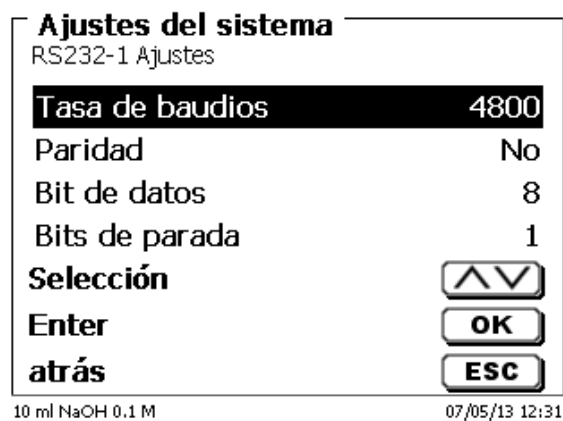 Ajustes del sistema
RS232-1 Ajustes
Tasa de baudios 4800
Paridad No
Bit de datos 8
Bits de parada 1
Selección
Enter OK
atrás ESC
10 ml NaOH 0.1 M 07/05/13 12:31